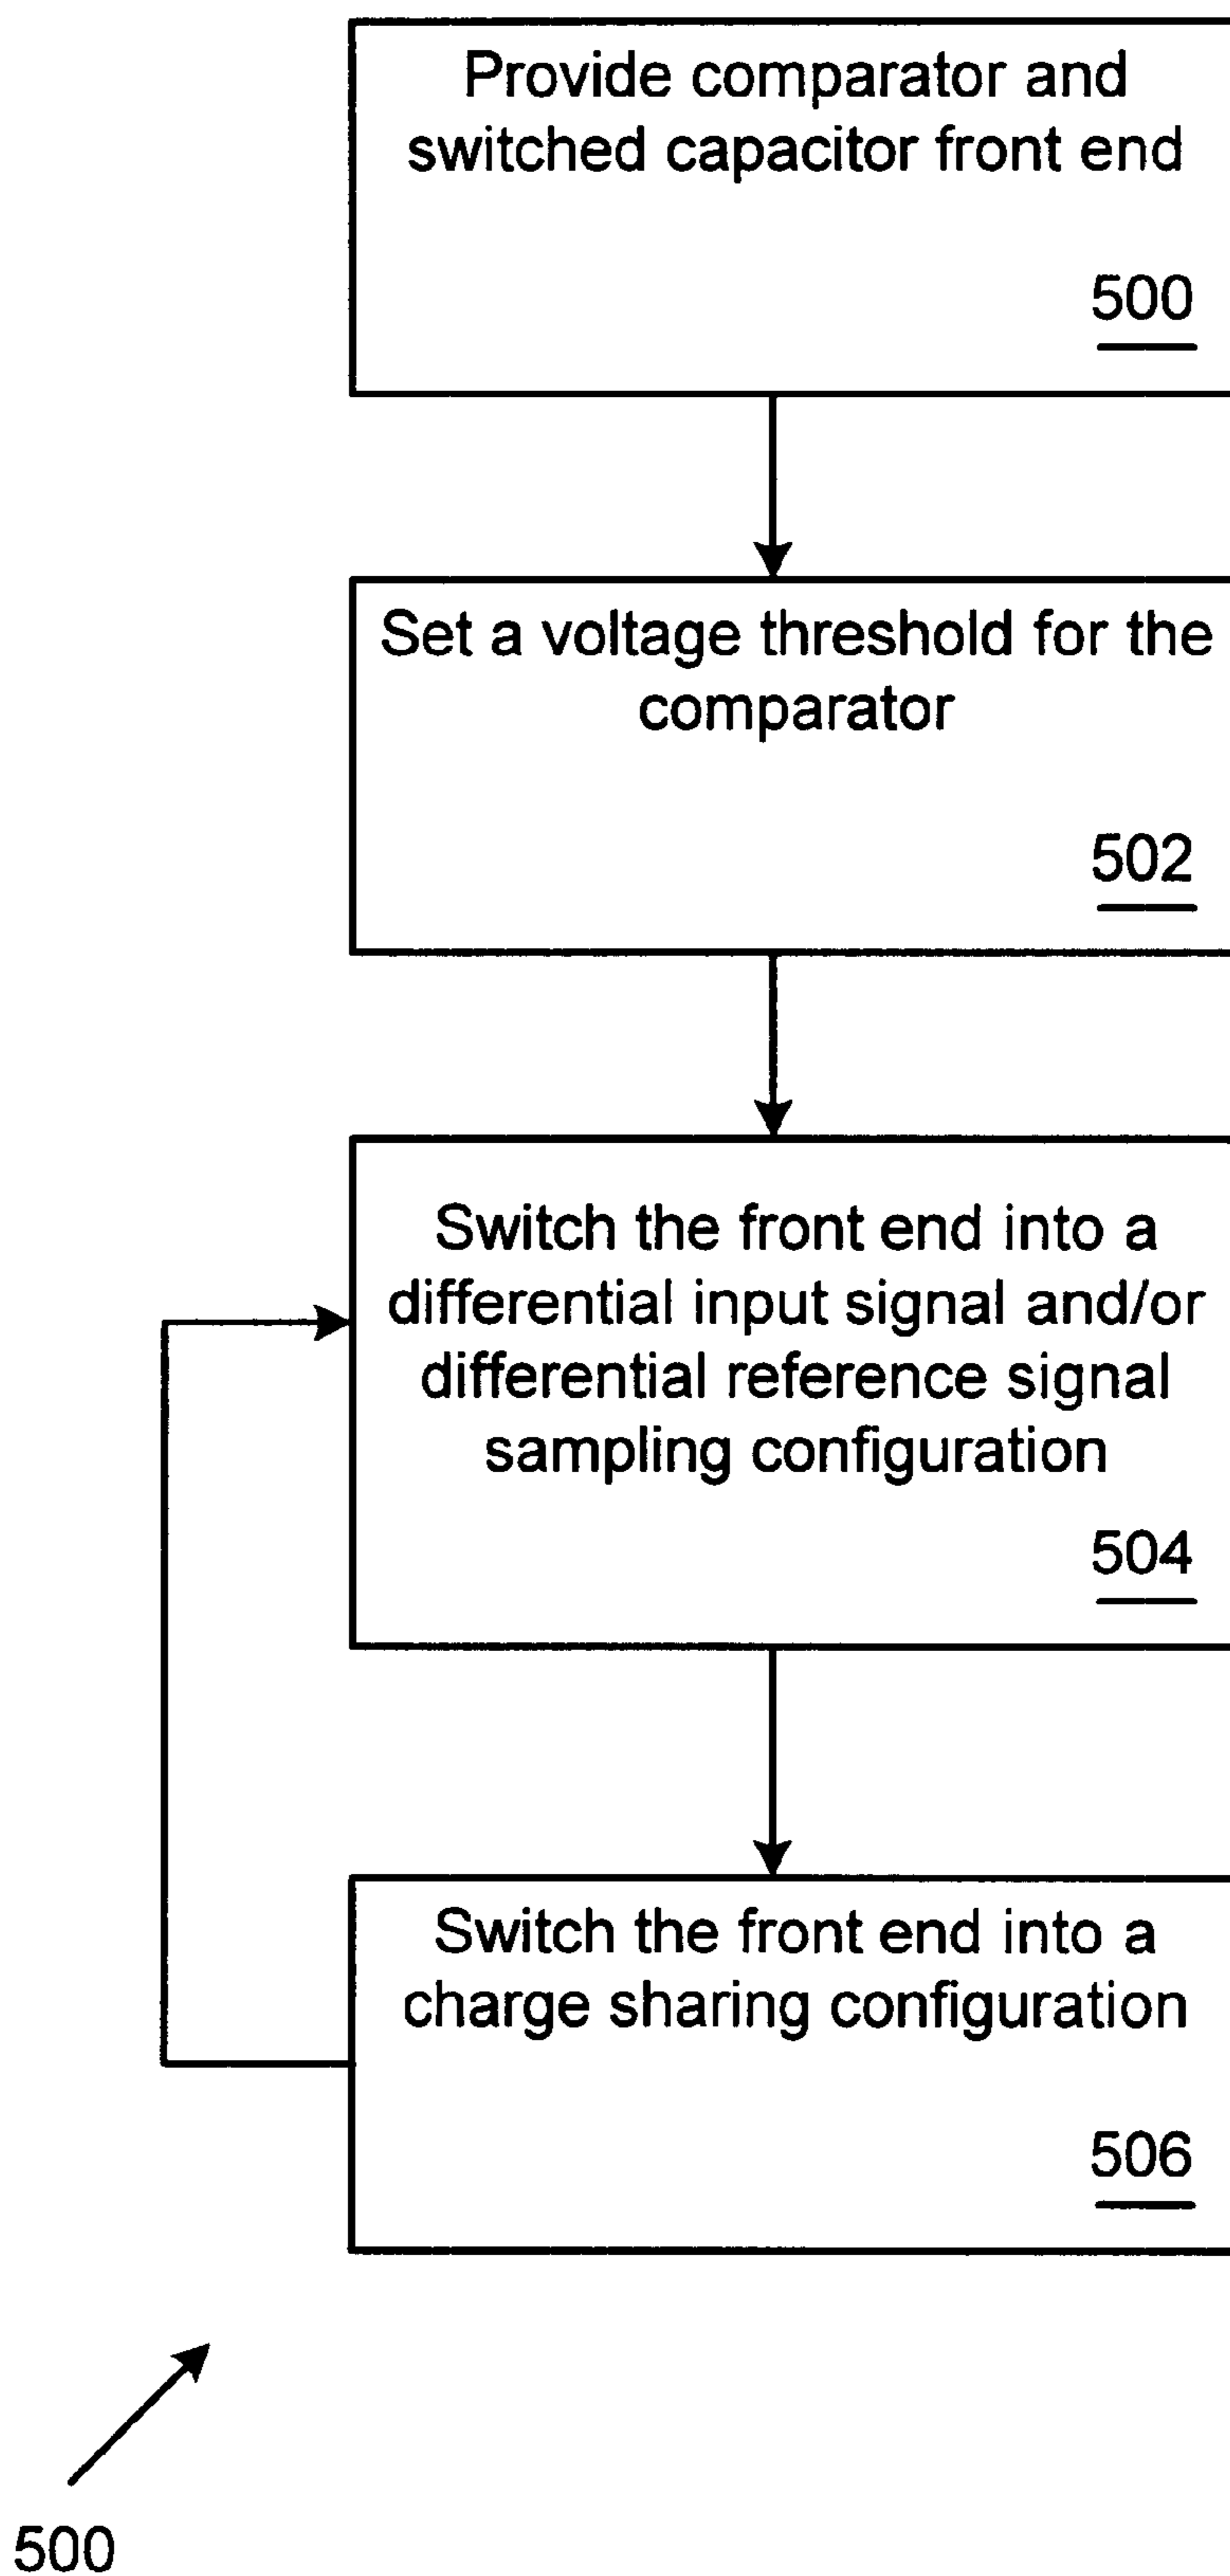 Provide comparator and
switched capacitor front end
500
Set a voltage threshold for the
comparator
502
Switch the front end into a
differential input signal and/or
differential reference signal
sampling configuration
504
Switch the front end into a
charge sharing configuration
506
500